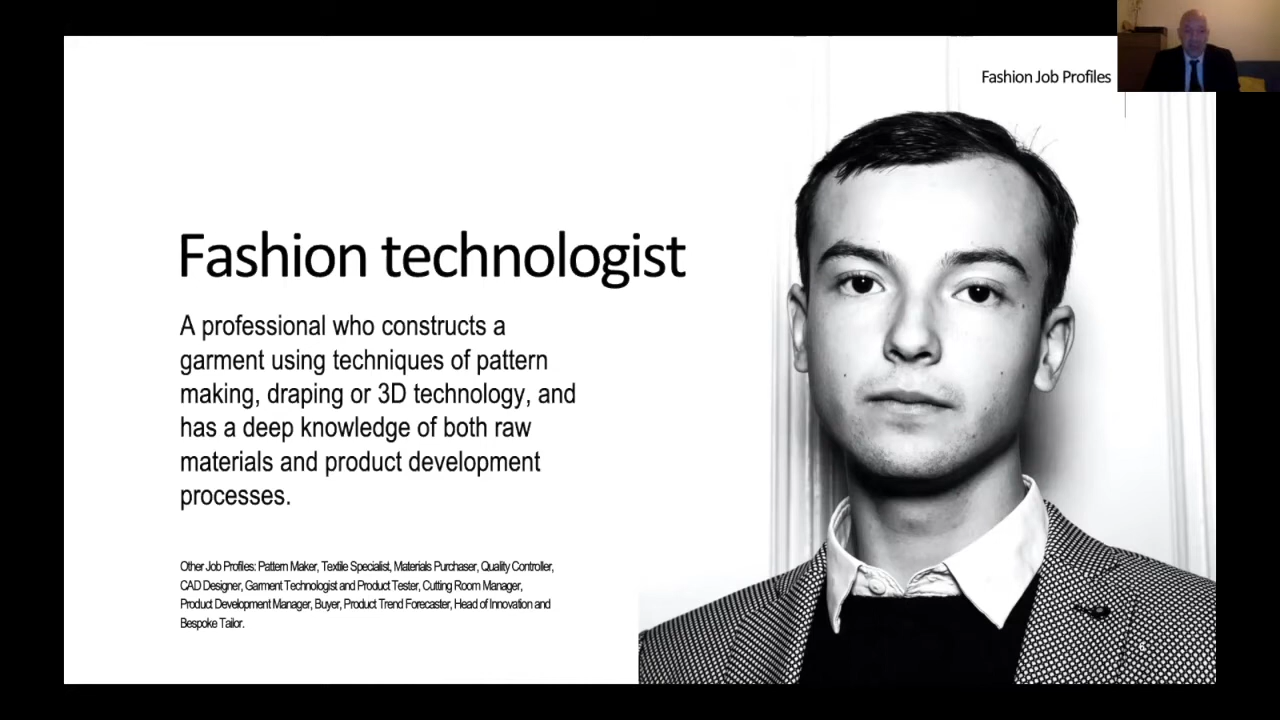 Fashion Job Profiles
Fashion technologist
A professional who constructs a
garment using techniques of pattern
making, draping or 3D technology, and
has a deep knowledge of both raw
materials and product development
processes.
Other Job Profiles: Pattern Maker, Textile Specialist, Materials Purchaser, Quality Controller,
CAD Designer, Garment Technologist and Product Tester, Cutting Room Manager,
Product Development Manager, Buyer, Product Trend Forecaster, Head of Innovation and
Bespoke Tailor.